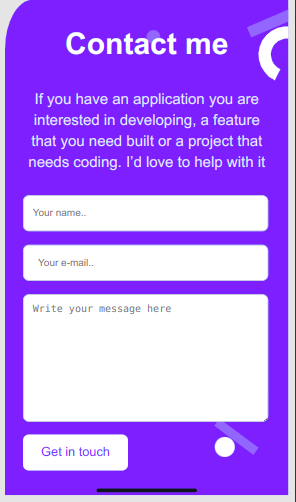 Contact me
If you have an application you are
interested in developing, a feature
that you need built or a project that
needs coding. I’d love to help with it
Your name..
Your e-mail..
Write your message here
Get in touch